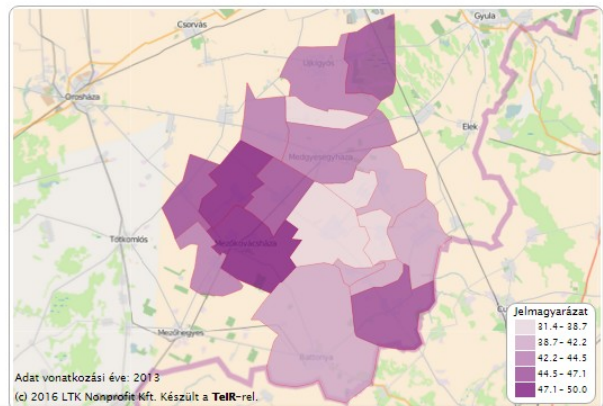 Csorvás
Gyula
Újkígyós
Orosháza
Elek
Medgyesegyháza
Tótkomlós
Mezőkovácsháza
Mezőhegyes
Battonya
Jelmagyarázat
31.4- 38.7
38.7- 42.2
42.2- 44.5
44.5- 47.1
47.1- 50.0
Adat vonatkozási éve: 2013
(c) 2016 LTK Nonprofit Kft. Készült a TeIR-rel.